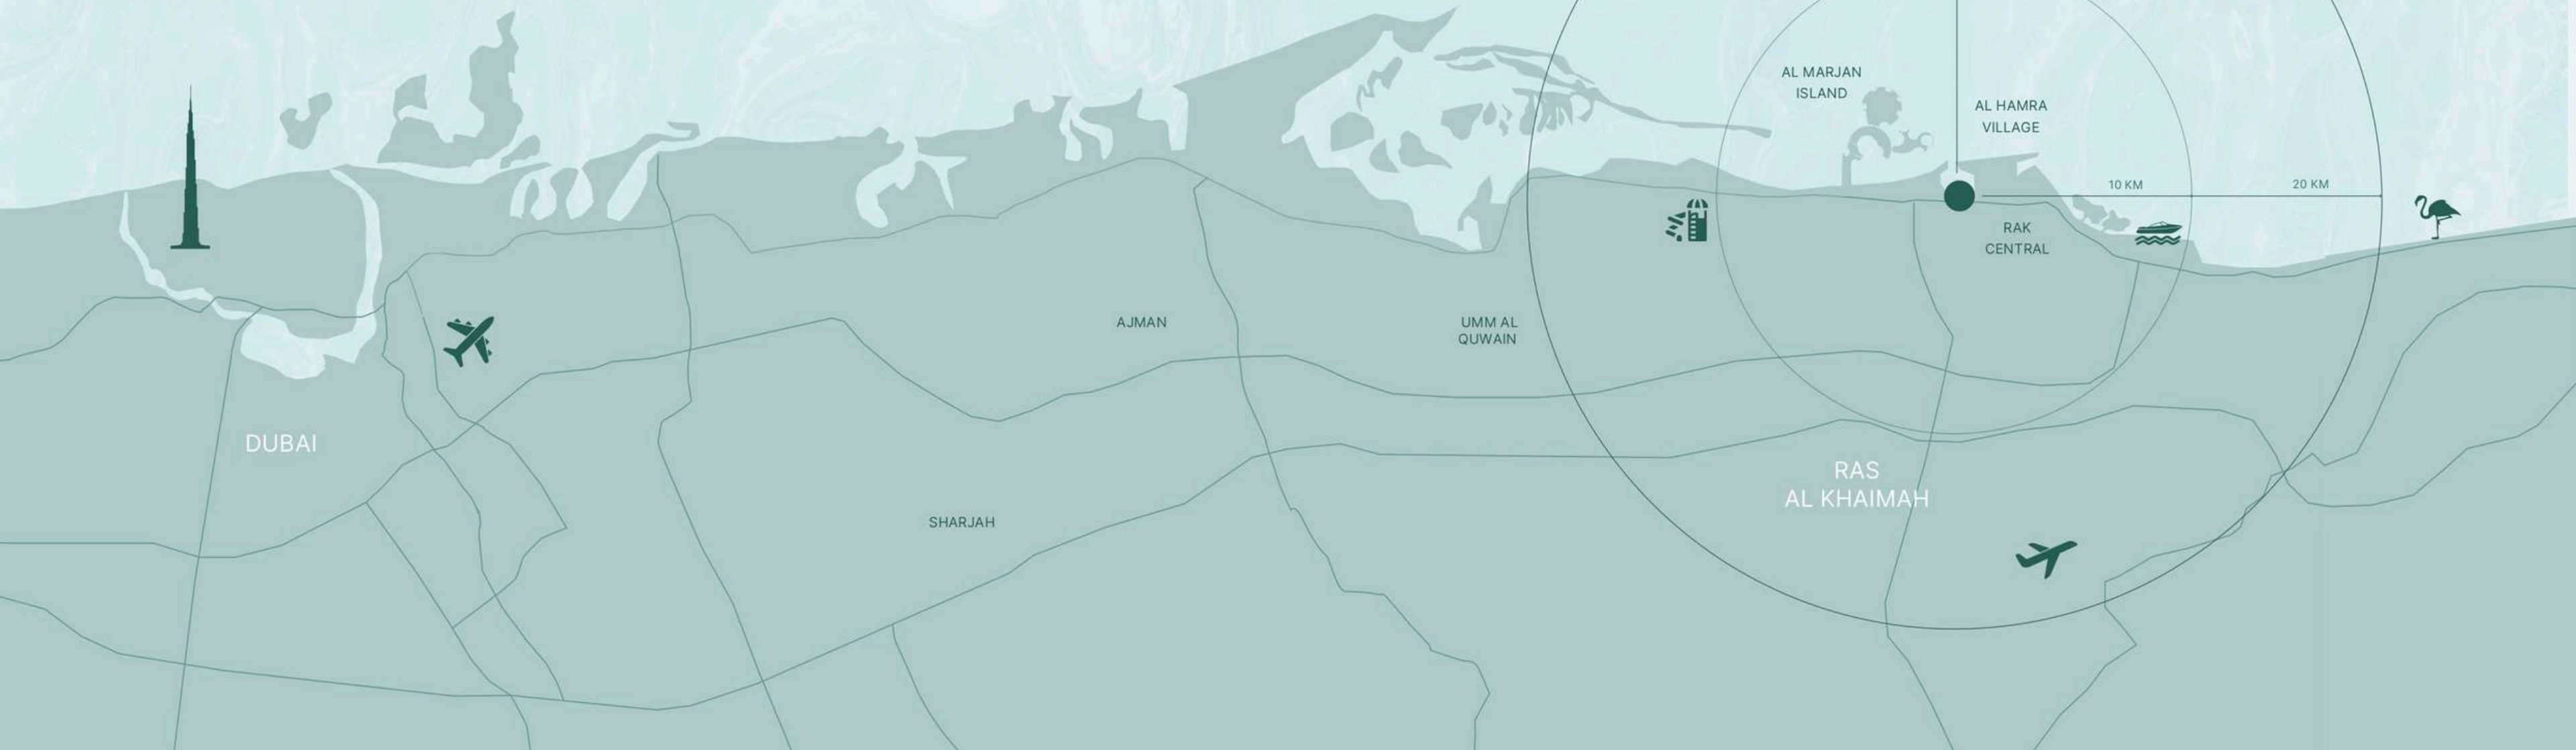 AL MARJAN
ISLAND
AL HAMRA
VILLAGE
10 KM
20 KM
RAK
CENTRAL
AJMAN
UMM AL
QUWAIN
DUBAI
RAS
AL KHAIMAH
SHARJAH